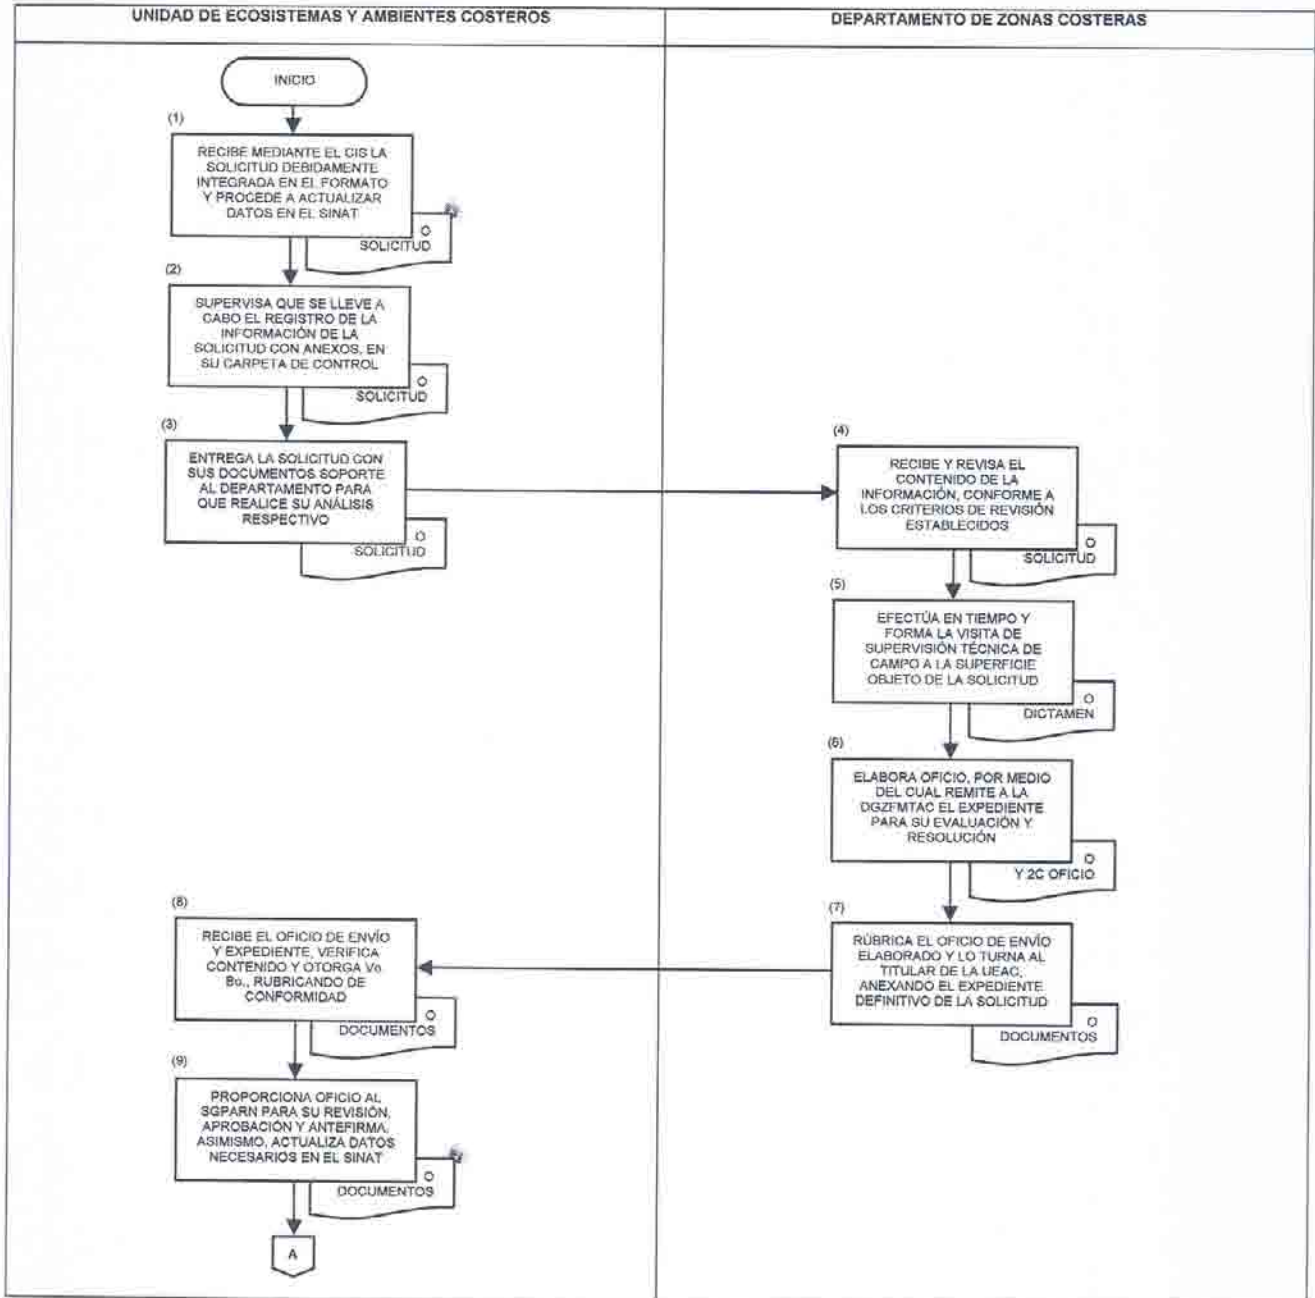 UNIDAD DE ECOSISTEMAS Y AMBIENTES COSTEROS
DEPARTAMENTO DE ZONAS COSTERAS
INICIO
(1)
RECIBE MEDIANTE EL CIS LA
SOLICITUD DEBIDAMENTE
INTEGRADA EN EL FORMATO
Y PROCEDE A ACTUALIZAR
DATOS EN EL SINAT
O
SOLICITUD
(2)
SUPERVISA QUE SE LLEVE A
CABO EL REGISTRO DE LA
INFORMACIÓN DE LA
SOLICITUD CON ANEXOS, EN
SU CARPETA DE CONTROL
O
SOLICITUD
(3)
ENTREGA LA SOLICITUD CON
SUS DOCUMENTOS SOPORTE
AL DEPARTAMENTO PARA
QUE REALICE SU ANÁLISIS
RESPECTIVO
O
SOLICITUD
(4)
RECIBE Y REVISA EL
CONTENIDO DE LA
INFORMACIÓN, CONFORME A
LOS CRITERIOS DE REVISIÓN
ESTABLECIDOS
O
SOLICITUD
(5)
EFECTÚA EN TIEMPO Y
FORMA LA VISITA DE
SUPERVISIÓN TÉCNICA DE
CAMPO A LA SUPERFICIE
OBJETO DE LA SOLICITUD
O
DICTAMEN
(6)
ELABORA OFICIO, POR MEDIO
DEL CUAL REMITE A LA
DGZFMTAC EL EXPEDIENTE
PARA SU EVALUACIÓN Y
RESOLUCIÓN
O
Y 2C OFICIO
(7)
RÚBRICA EL OFICIO DE ENVÍO
ELABORADO Y LO TURNA AL
TITULAR DE LA UEAC,
ANEXANDO EL EXPEDIENTE
DEFINITIVO DE LA SOLICITUD
O
DOCUMENTOS
(8)
RECIBE EL OFICIO DE ENVÍO
Y EXPEDIENTE, VERIFICA
CONTENIDO Y OTORGA Vo
Bo., RUBRICANDO DE
CONFORMIDAD
O
DOCUMENTOS
(9)
PROPORCIONA OFICIO AL
SGPARN PARA SU REVISIÓN,
APROBACIÓN Y ANTEFIRMA,
ASIMISMO, ACTUALIZA DATOS
NECESARIOS EN EL SINAT
O
DOCUMENTOS
A